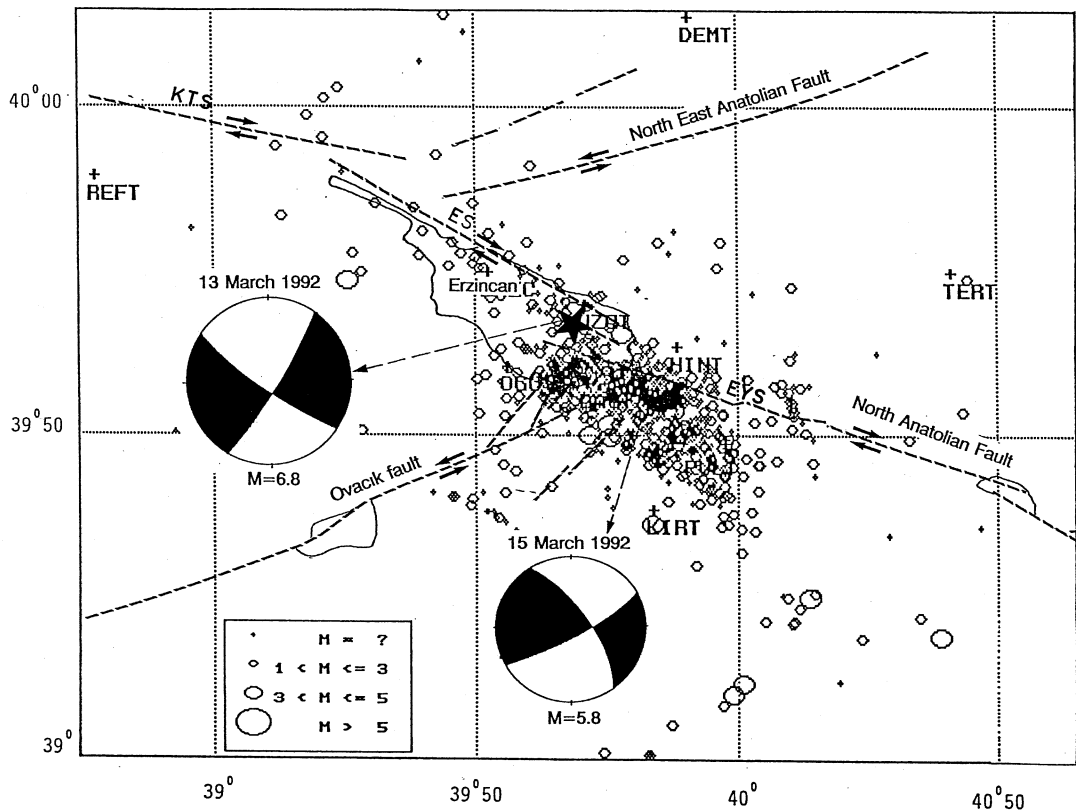 DEMT
40° 00
KTS
North East Anatolian Fault
REFT
ES
13 March 1992
Erzincan
TERT
HINT
EYS
39° 50
North Anatolian Fault
Ovacik fault
M=6.8
KIRT
15 March 1992
M = ?
1 < M <= 3
3 < M <= 5
M > 5
M=5.8
39°
39°
39° 50
40°
40° 50